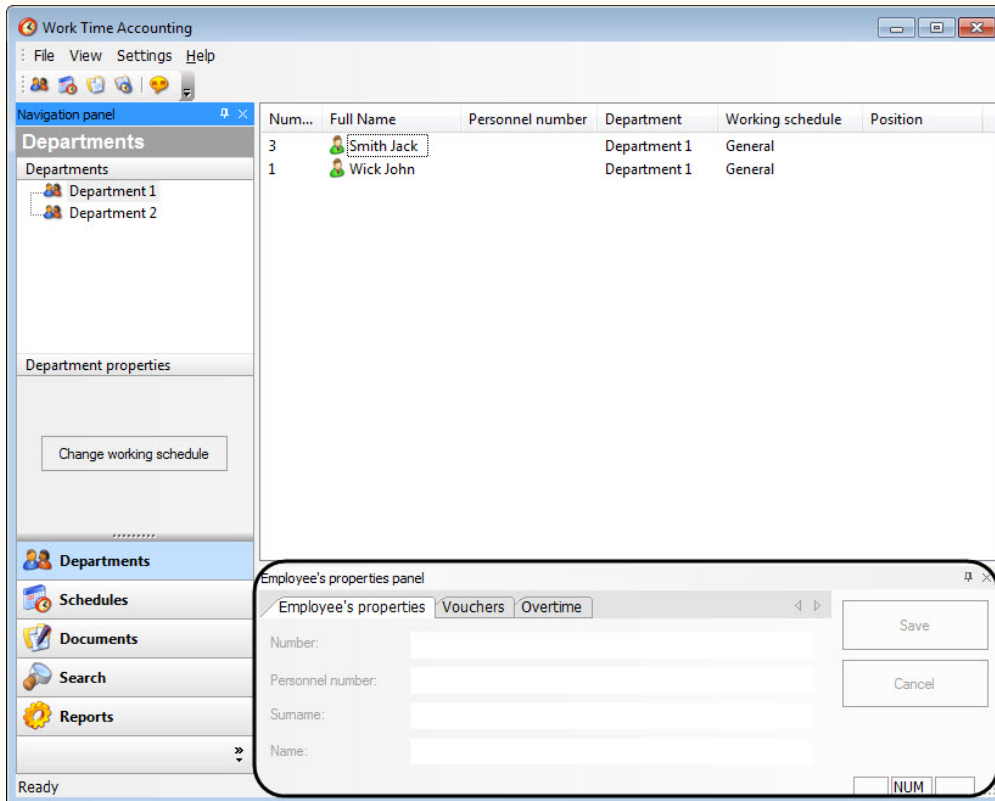 Work Time Accounting
File View Settings Help
Navigation panel
Departments
Departments
Department 1
Department 2
Department properties
Change working schedule
Departments
Schedules
Documents
Search
Reports
Num... Full Name Personnel number Department Working schedule Position
3 Smith Jack Department 1 General
1 Wick John Department 1 General
Employee's properties panel
Employee's properties Vouchers Overtime
Number:
Personnel number:
Surname:
Name:
Save
Cancel
Ready NUM